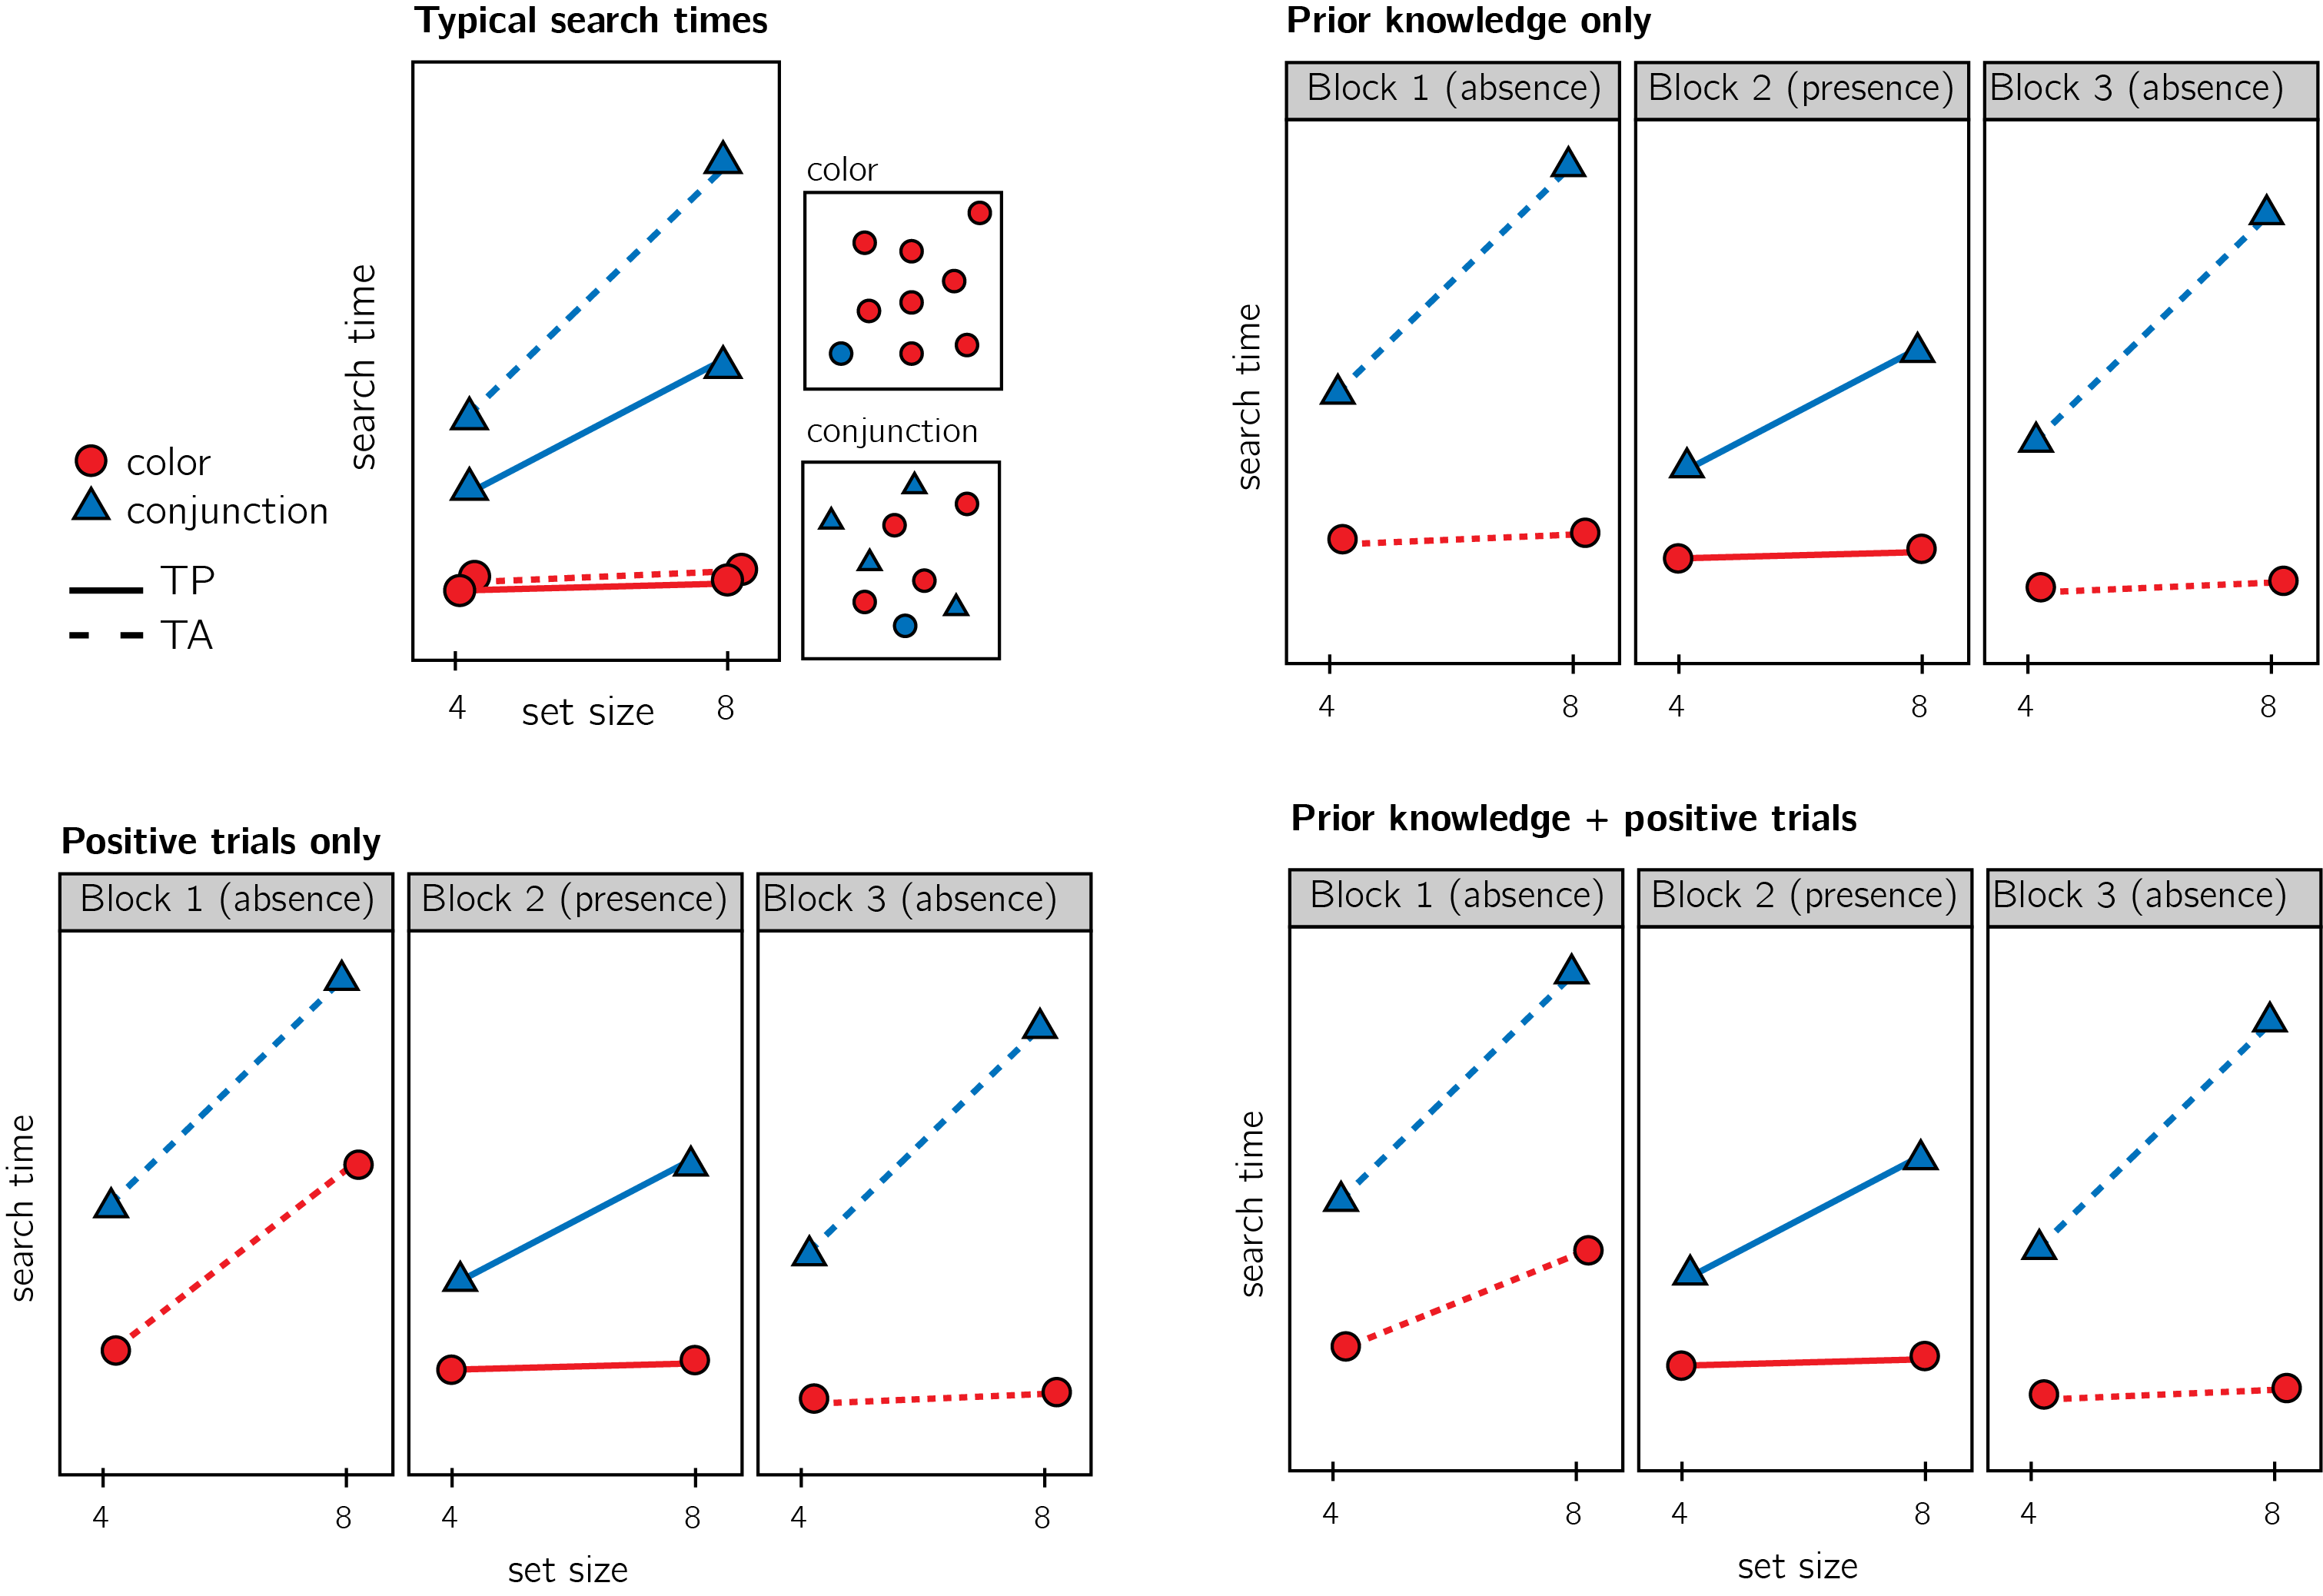 Typical search times
search time
color
conjunction
TP
TA
color
conjunction
4
8
set size
Prior knowledge only
Block 1 (absence)
Block 2 (presence)
Block 3 (absence)
search time
4
8
4
8
4
8
Positive trials only
Block 1 (absence)
Block 2 (presence)
Block 3 (absence)
search time
4
8
4
8
4
8
set size
Prior knowledge + positive trials
Block 1 (absence)
Block 2 (presence)
Block 3 (absence)
search time
4
8
4
8
4
8
set size